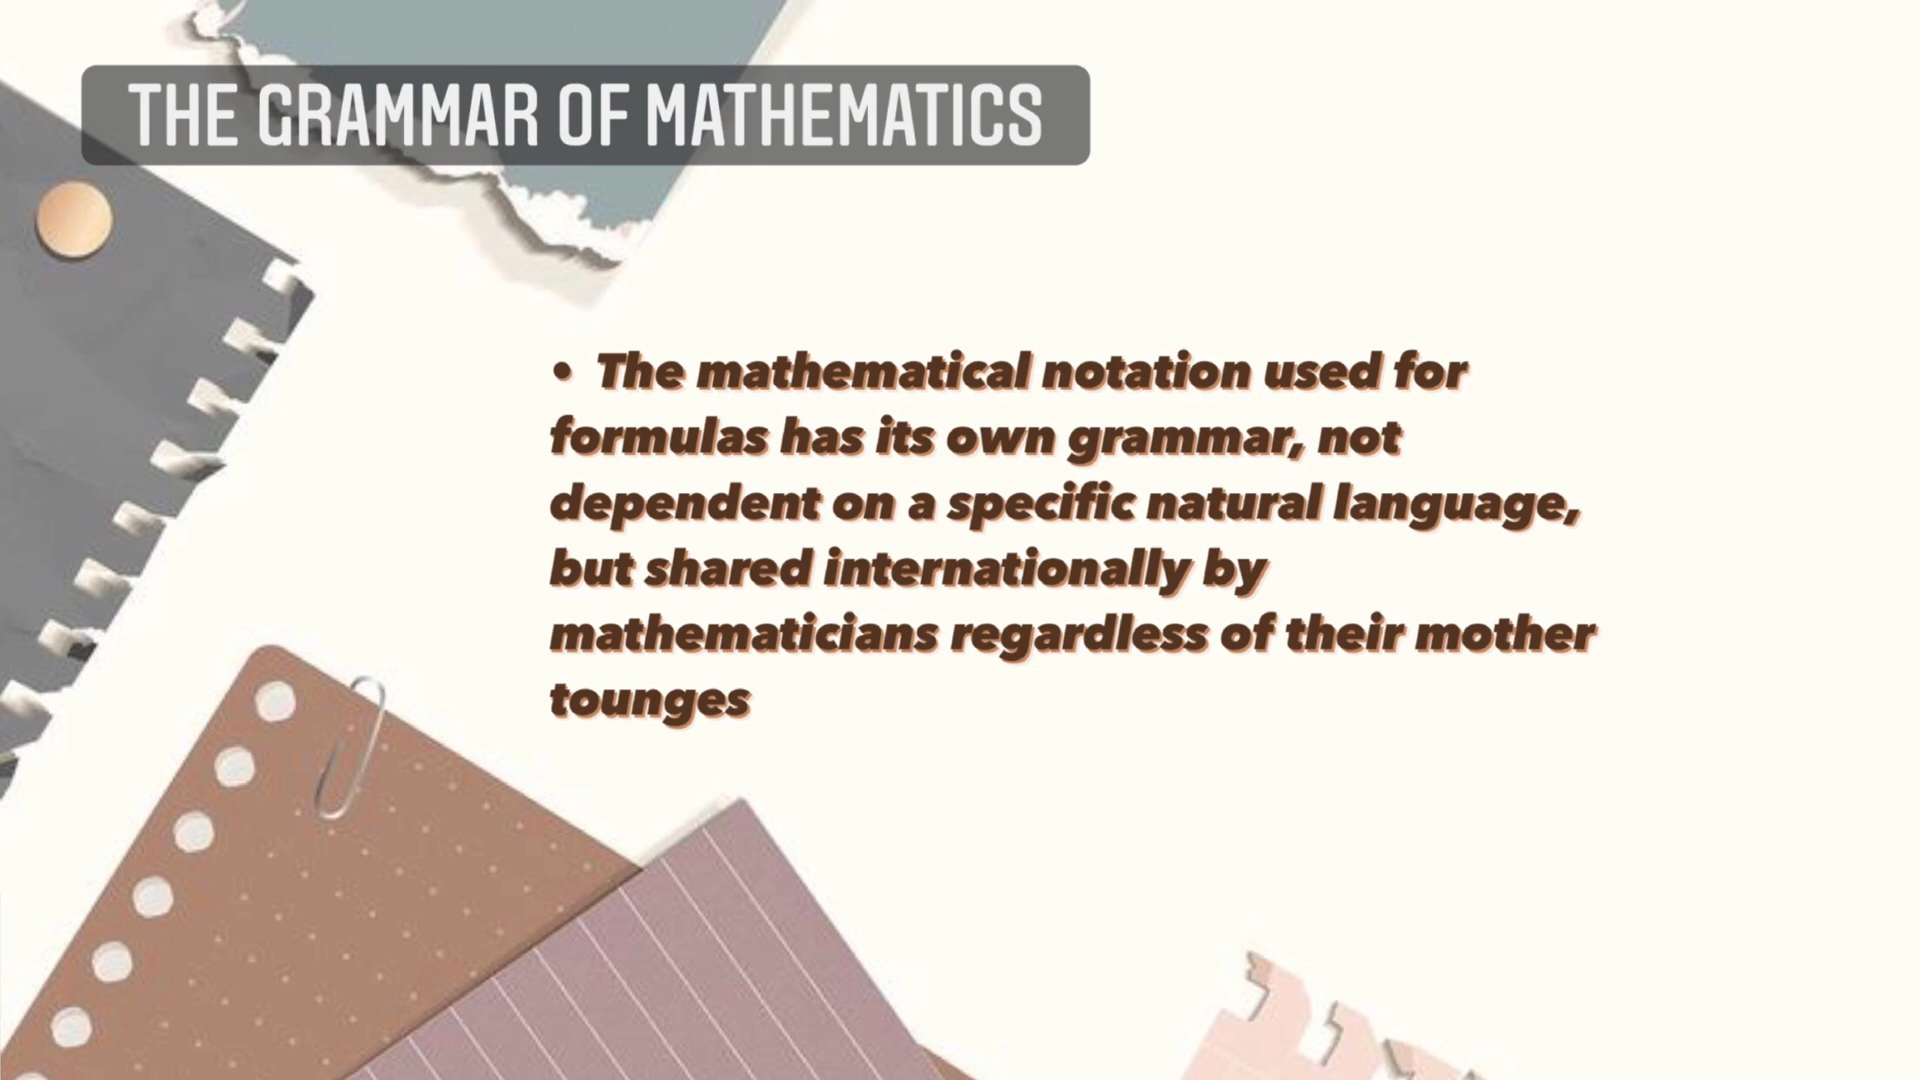 THE GRAMMAR OF MATHEMATICS
• The mathematical notation used for
formulas has its own grammar, not
dependent on a specific natural language,
but shared internationally by
mathematicians regardless of their mother
tounges